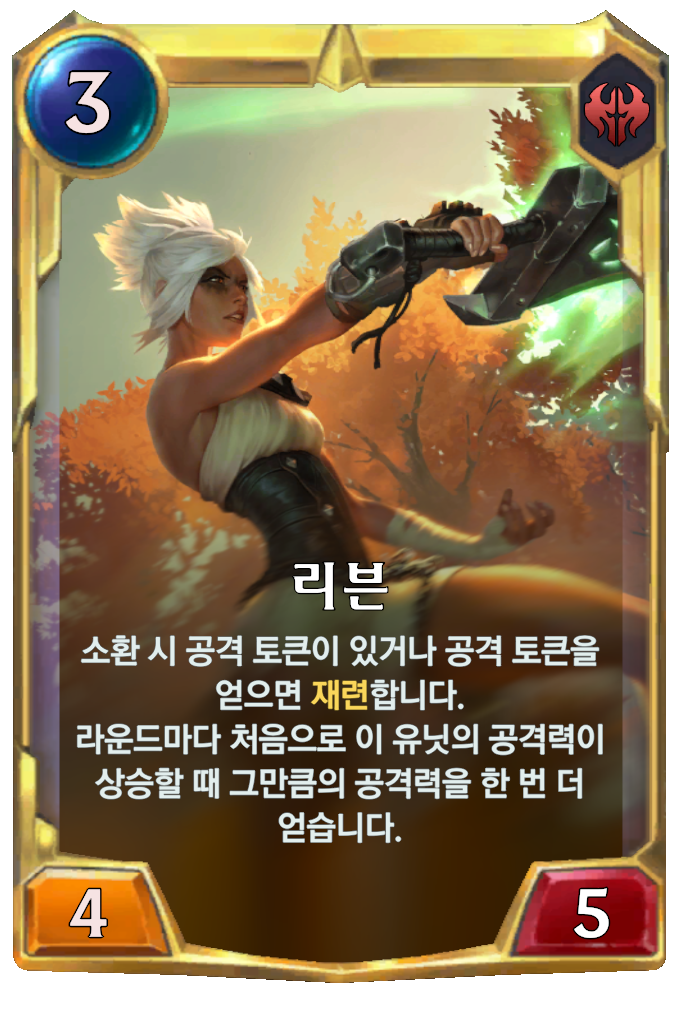 3
리븐
소환 시 공격 토큰이 있거나 공격 토큰을
얻으면 재련합니다.
라운드마다 처음으로 이 유닛의 공격력이
상승할 때 그만큼의 공격력을 한 번 더
얻습니다.
4
5